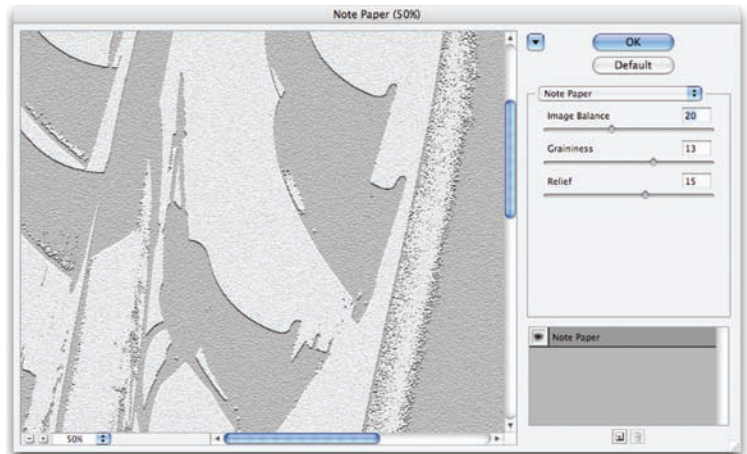 Note Paper (50%)
OK
Default
Note Paper
Image Balance 20
Graininess 13
Relief 15
Note Paper
50%